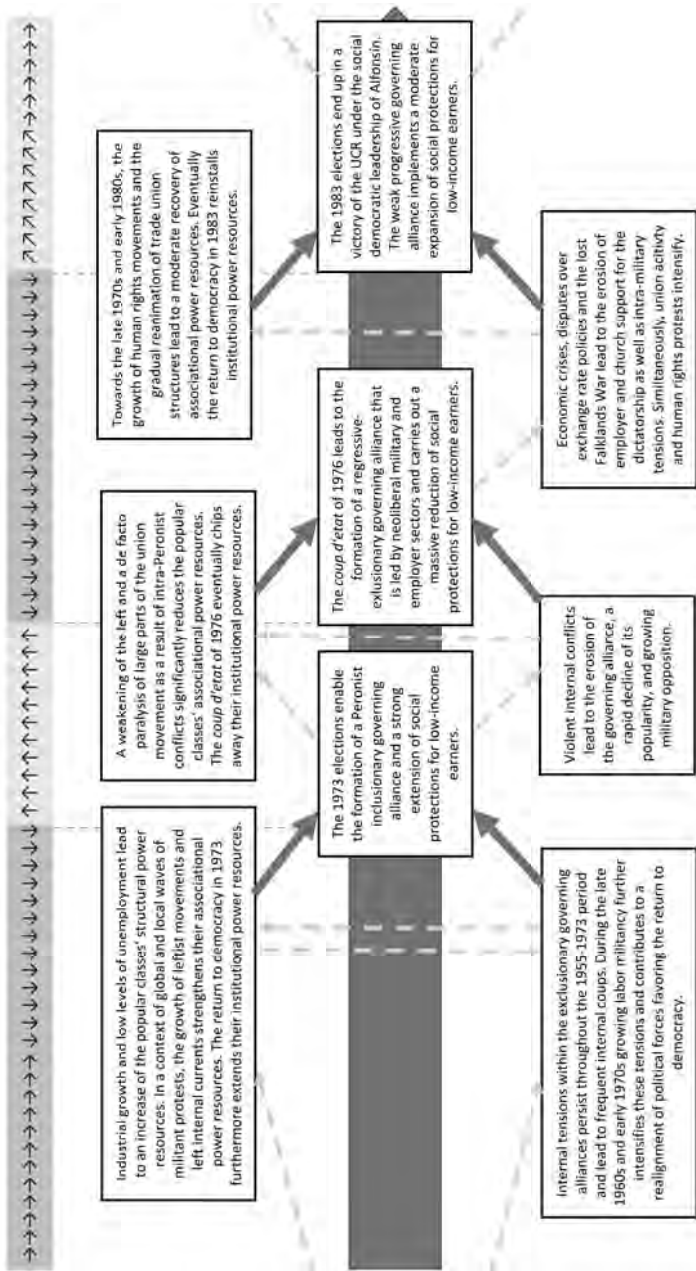 Industrial growth and low levels of unemployment lead
to an increase of the popular classes' structural power
resources. In a context of global and local waves of
militant protests, the growth of leftist movements and
left internal currents strengthens their associational
power resources. The return to democracy in 1973
furthermore extends their institutional power resources.
A weakening of the left and a de facto
paralysis of large parts of the union
movement as a result of intra-Peronist
conflicts significantly reduces the popular
classes' associational power resources.
The coup d'etat of 1976 eventually chips
away their institutional power resources.
Towards the late 1970s and early 1980s, the
growth of human rights movements and the
gradual reanimation of trade union
structures lead to a moderate recovery of
associational power resources. Eventually
the return to democracy in 1983 reinstalls
institutional power resources.
The 1973 elections enable
the formation of a Peronist
inclusionary governing
alliance and a strong
extension of social
protections for low-income
earners.
The coup d'etat of 1976 leads to the
formation of a regressive-
exlusionary governing alliance that
is led by neoliberal military and
employer sectors and carries out a
massive reduction of social
protections for low-income earners.
The 1983 elections end up in a
victory of the UCR under the social
democratic leadership of Alfonsin.
The weak progressive governing
alliance implements a moderate
expansion of social protections for
low-income earners.
Internal tensions within the exclusionary governing
alliances persist throughout the 1955-1973 period
and lead to frequent internal coups. During the late
1960s and early 1970s growing labor militancy further
intensifies these tensions and contributes to a
realignment of political forces favoring the return to
democracy.
Violent internal conflicts
lead to the erosion of
the governing alliance, a
rapid decline of its
popularity, and growing
military opposition.
Economic crises, disputes over
exchange rate policies and the lost
Falklands War lead to the erosion of
employer and church support for the
dictatorship as well as intra-military
tensions. Similtaneously, union acitivty
and human rights protests intensify.